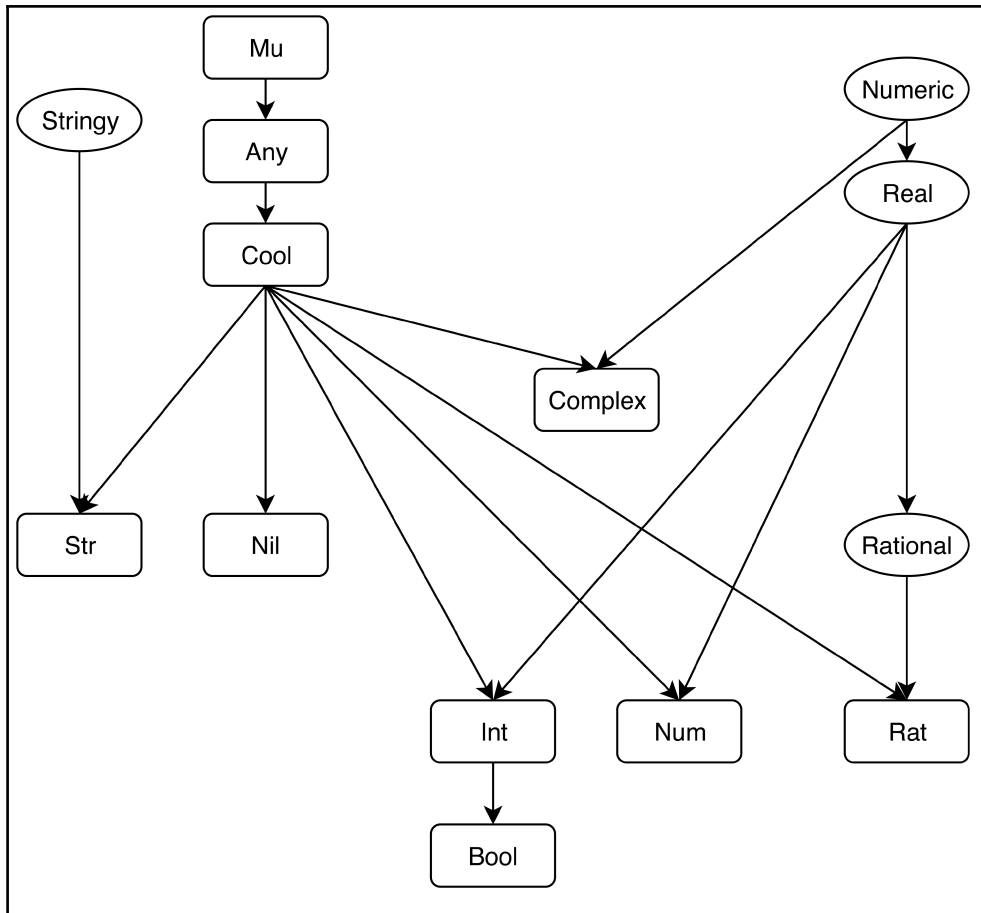 Mu
Numeric
Stringy
Any
Real
Cool
Complex
Str
Nil
Rational
Int
Num
Rat
Bool